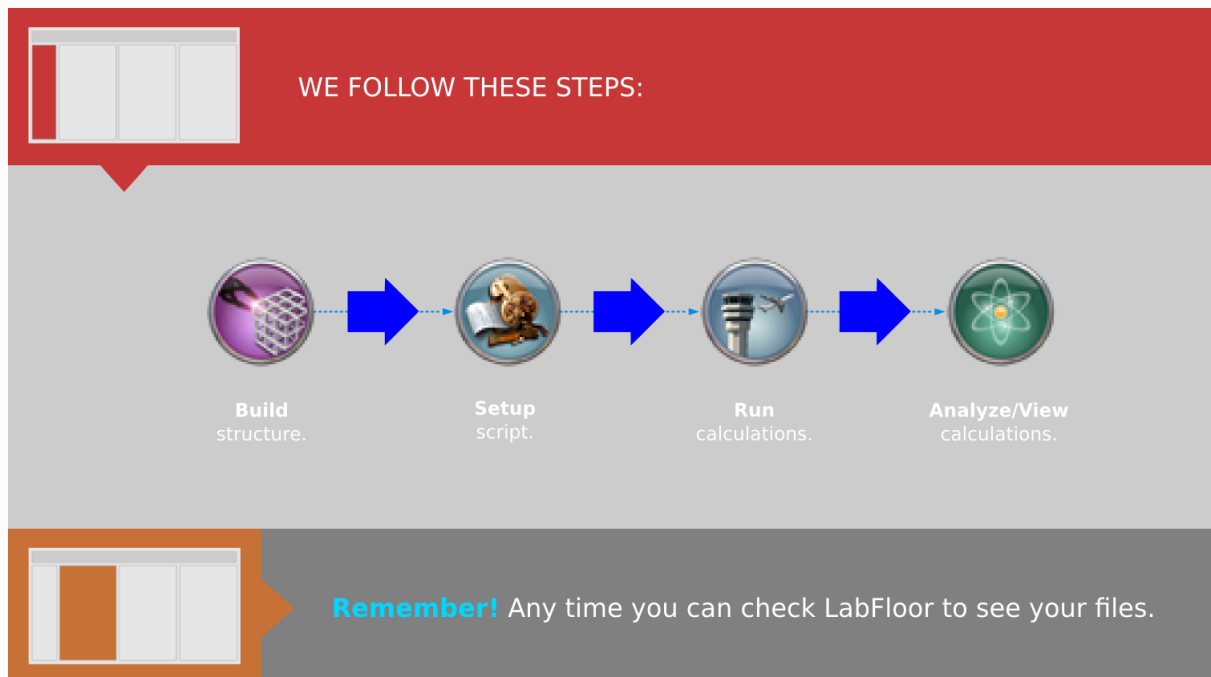 WE FOLLOW THESE STEPS:
Build
structure.
Setup
script.
Run
calculations.
Analyze/View
calculations.
Remember! Any time you can check LabFloor to see your files.